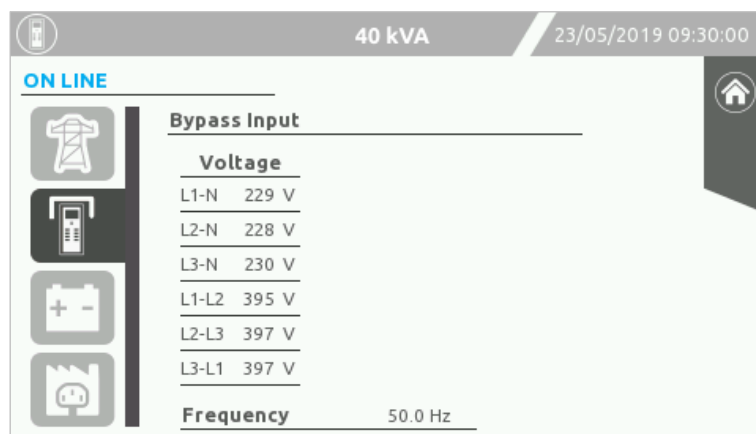 40 kVA 23/05/2019 09:30:00
ON LINE
Bypass Input
Voltage
L1-N 229 V
L2-N 228 V
L3-N 230 V
L1-L2 395 V
L2-L3 397 V
L3-L1 397 V
Frequency 50.0 Hz